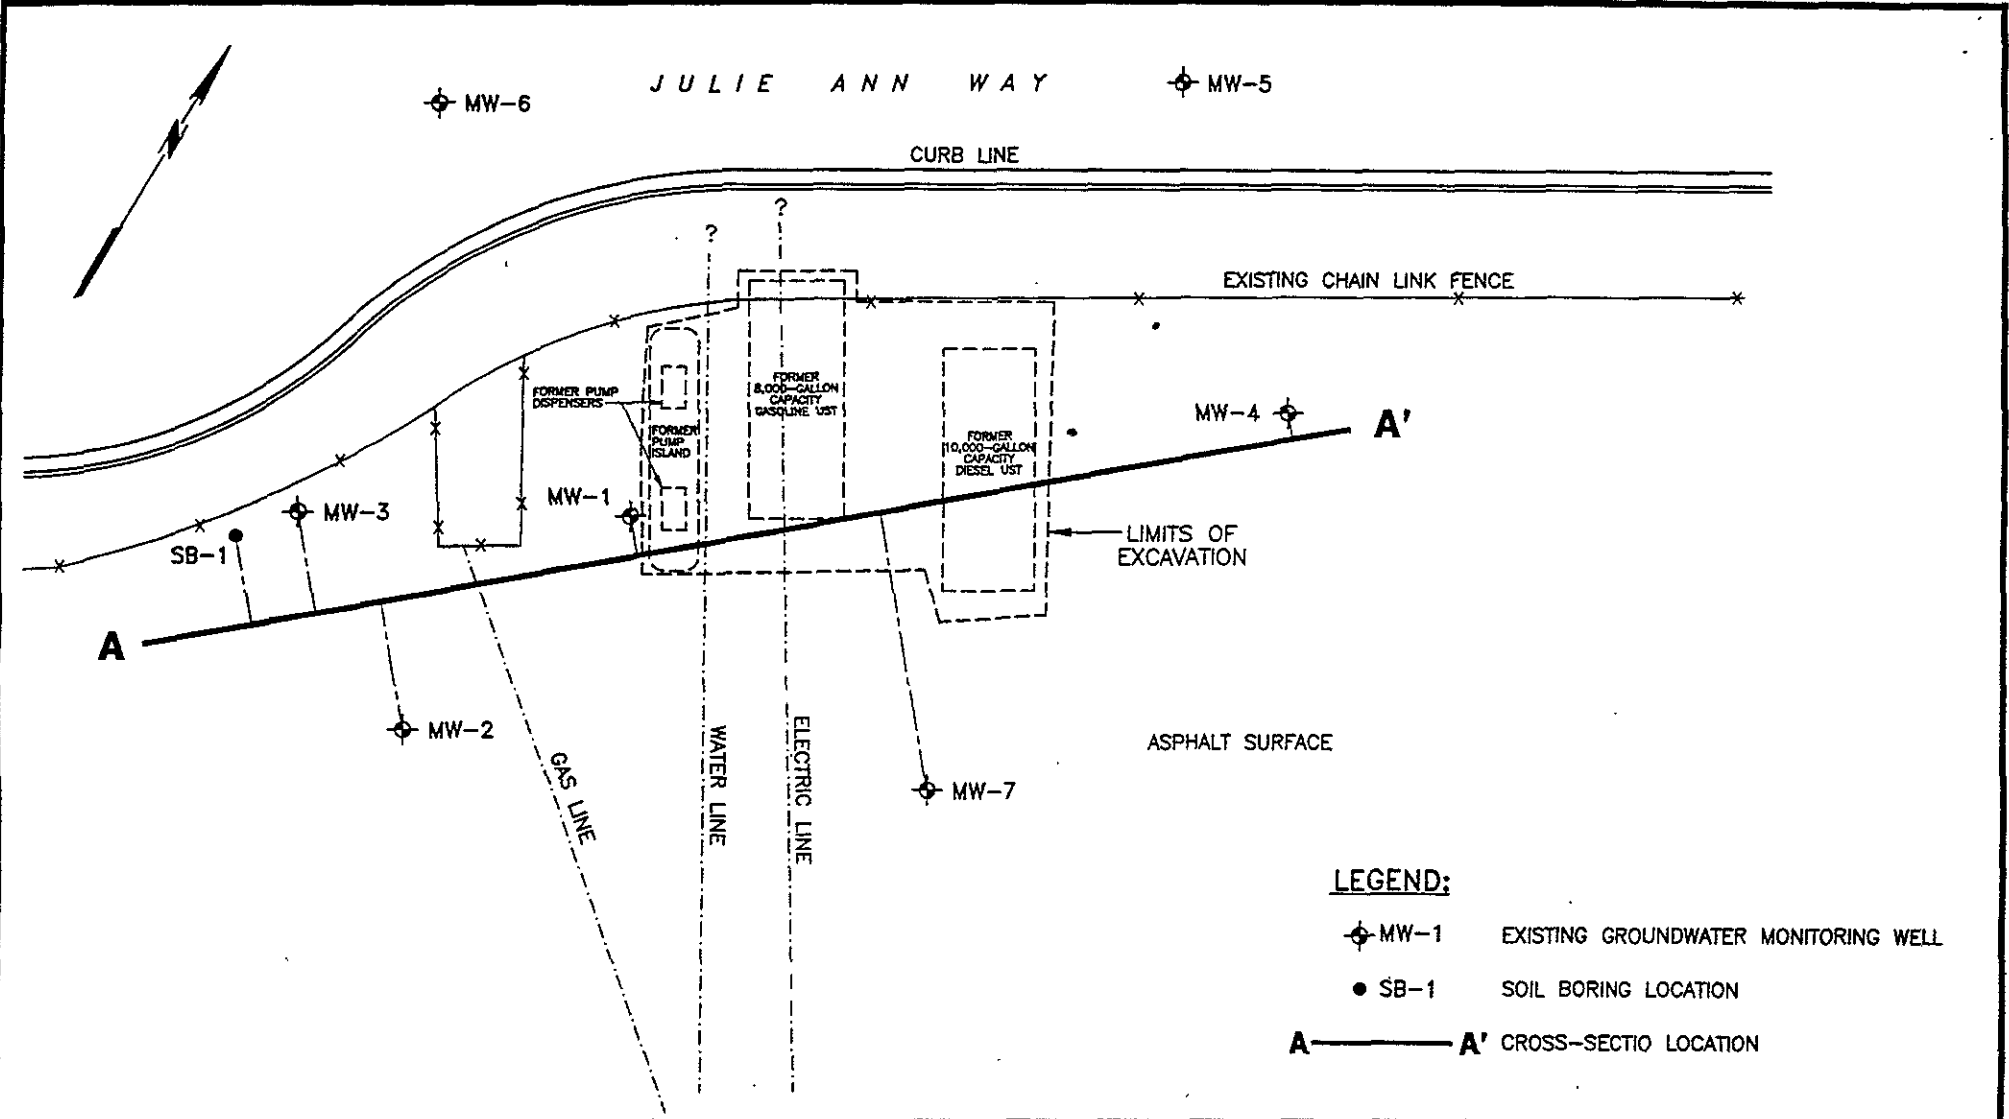 JULIE ANN WAY
MW-5
MW-6
CURB LINE
?
?
EXISTING CHAIN LINK FENCE
FORMER PUMP
DISPENSERS
FORMER
8,000-GALLON
CAPACITY
GASOLINE UST
FORMER
PUMP
ISLAND
FORMER
10,000-GALLON
CAPACITY
DIESEL UST
MW-4
A'
MW-1
MW-3
SB-1
LIMITS OF
EXCAVATION
A
MW-2
GAS LINE
WATER LINE
ELECTRIC LINE
MW-7
ASPHALT SURFACE
LEGEND:
MW-1 EXISTING GROUNDWATER MONITORING WELL
SB-1 SOIL BORING LOCATION
A A' CROSS-SECTIO LOCATION